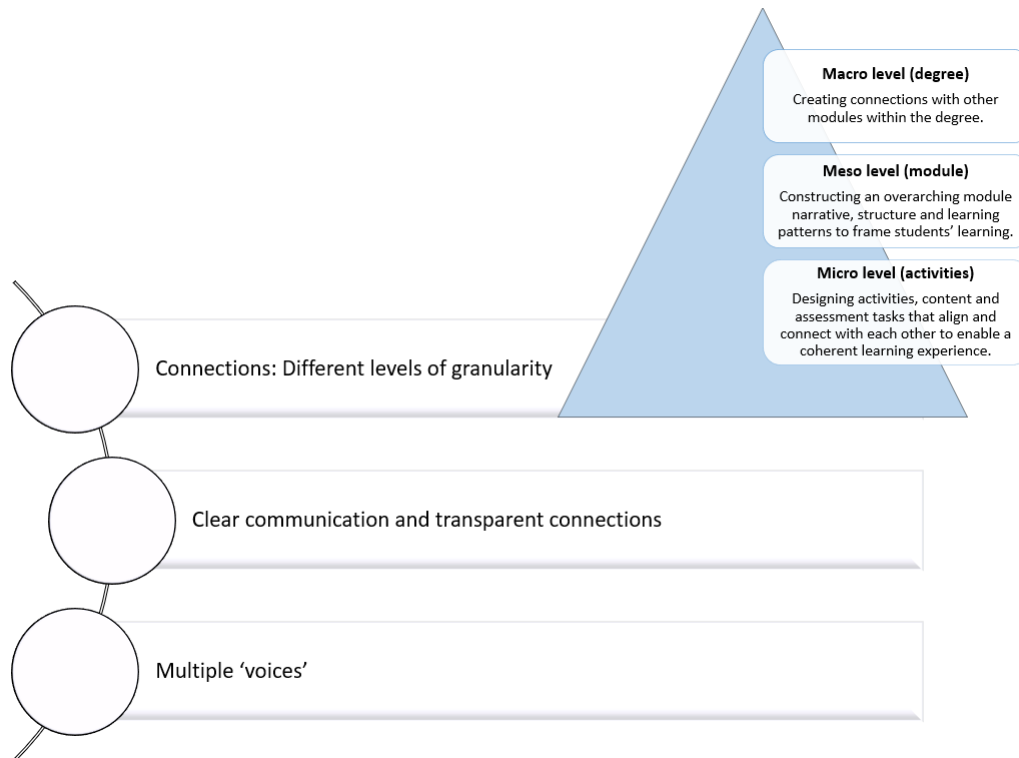 Macro level (degree)
Creating connections with other
modules within the degree.
Meso level (module)
Constructing an overarching module
narrative, structure and learning
patterns to frame students’ learning.
Micro level (activities)
Designing activities, content and
assessment tasks that align and
connect with each other to enable a
coherent learning experience.
Connections: Different levels of granularity
Clear communication and transparent connections
Multiple ‘voices’